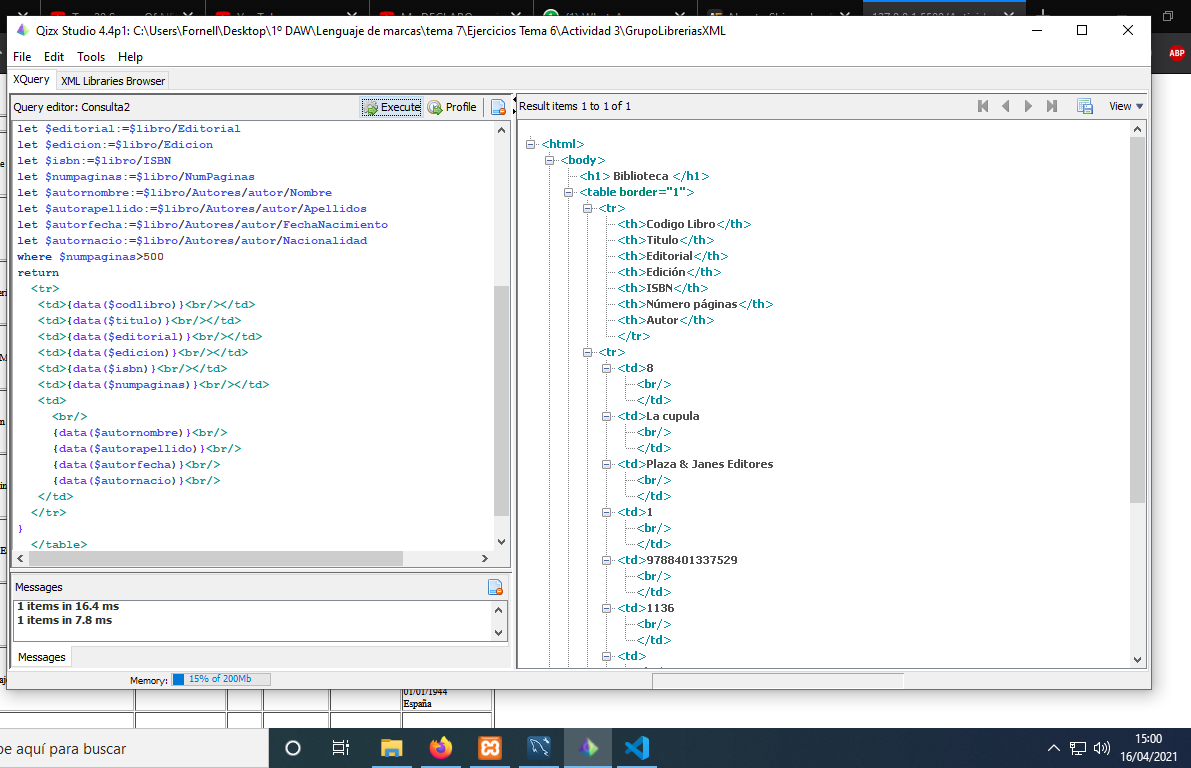 Qizx Studio 4.4p1: C:\Users\Fornell\Desktop\1º DAW\Lenguaje de marcas\tema 7\Ejercicios Tema 6\Actividad 3\GrupoLibreriasXML
ABP
File Edit Tools Help
XQuery XML Libraries Browser
Query editor: Consulta2 Execute Profile
let $editorial:=$libro/Editorial
let $edicion:=$libro/Edicion
let $isbn:=$libro/ISBN
let $numpaginas:=$libro/NumPaginas
let $autornombre:=$libro/Autores/autor/Nombre
let $autorapellido:=$libro/Autores/autor/Apellidos
let $autorfecha:=$libro/Autores/autor/FechaNacimiento
let $autornacio:=$libro/Autores/autor/Nacionalidad
where $numpaginas>500
return
<tr>
<td>{data($codlibro)}<br/></td>
<td>{data($titulo)}<br/></td>
<td>{data($editorial)}<br/></td>
<td>{data($edicion)}<br/></td>
<td>{data($isbn)}<br/></td>
<td>{data($numpaginas)}<br/></td>
<td>
<br/>
{data($autornombre)}<br/>
{data($autorapellido)}<br/>
{data($autorfecha)}<br/>
{data($autornacio)}<br/>
</td>
</tr>
}
</table>
Messages
1 items in 16.4 ms
1 items in 7.8 ms
Messages
Memory: 15% of 200Mb
Result items 1 to 1 of 1 View
<html>
<body>
<h1> Biblioteca </h1>
<table border="1">
<tr>
<th>Codigo Libro</th>
<th>Titulo</th>
<th>Editorial</th>
<th>Edición</th>
<th>ISBN</th>
<th>Número páginas</th>
<th>Autor</th>
</tr>
<tr>
<td>8
<br/>
</td>
<td>La cupula
<br/>
</td>
<td>Plaza & Janes Editores
<br/>
</td>
<td>1
<br/>
</td>
<td>9788401337529
<br/>
</td>
<td>1136
<br/>
</td>
<td>
01/01/1944
España
be aquí para buscar
15:00
16/04/2021